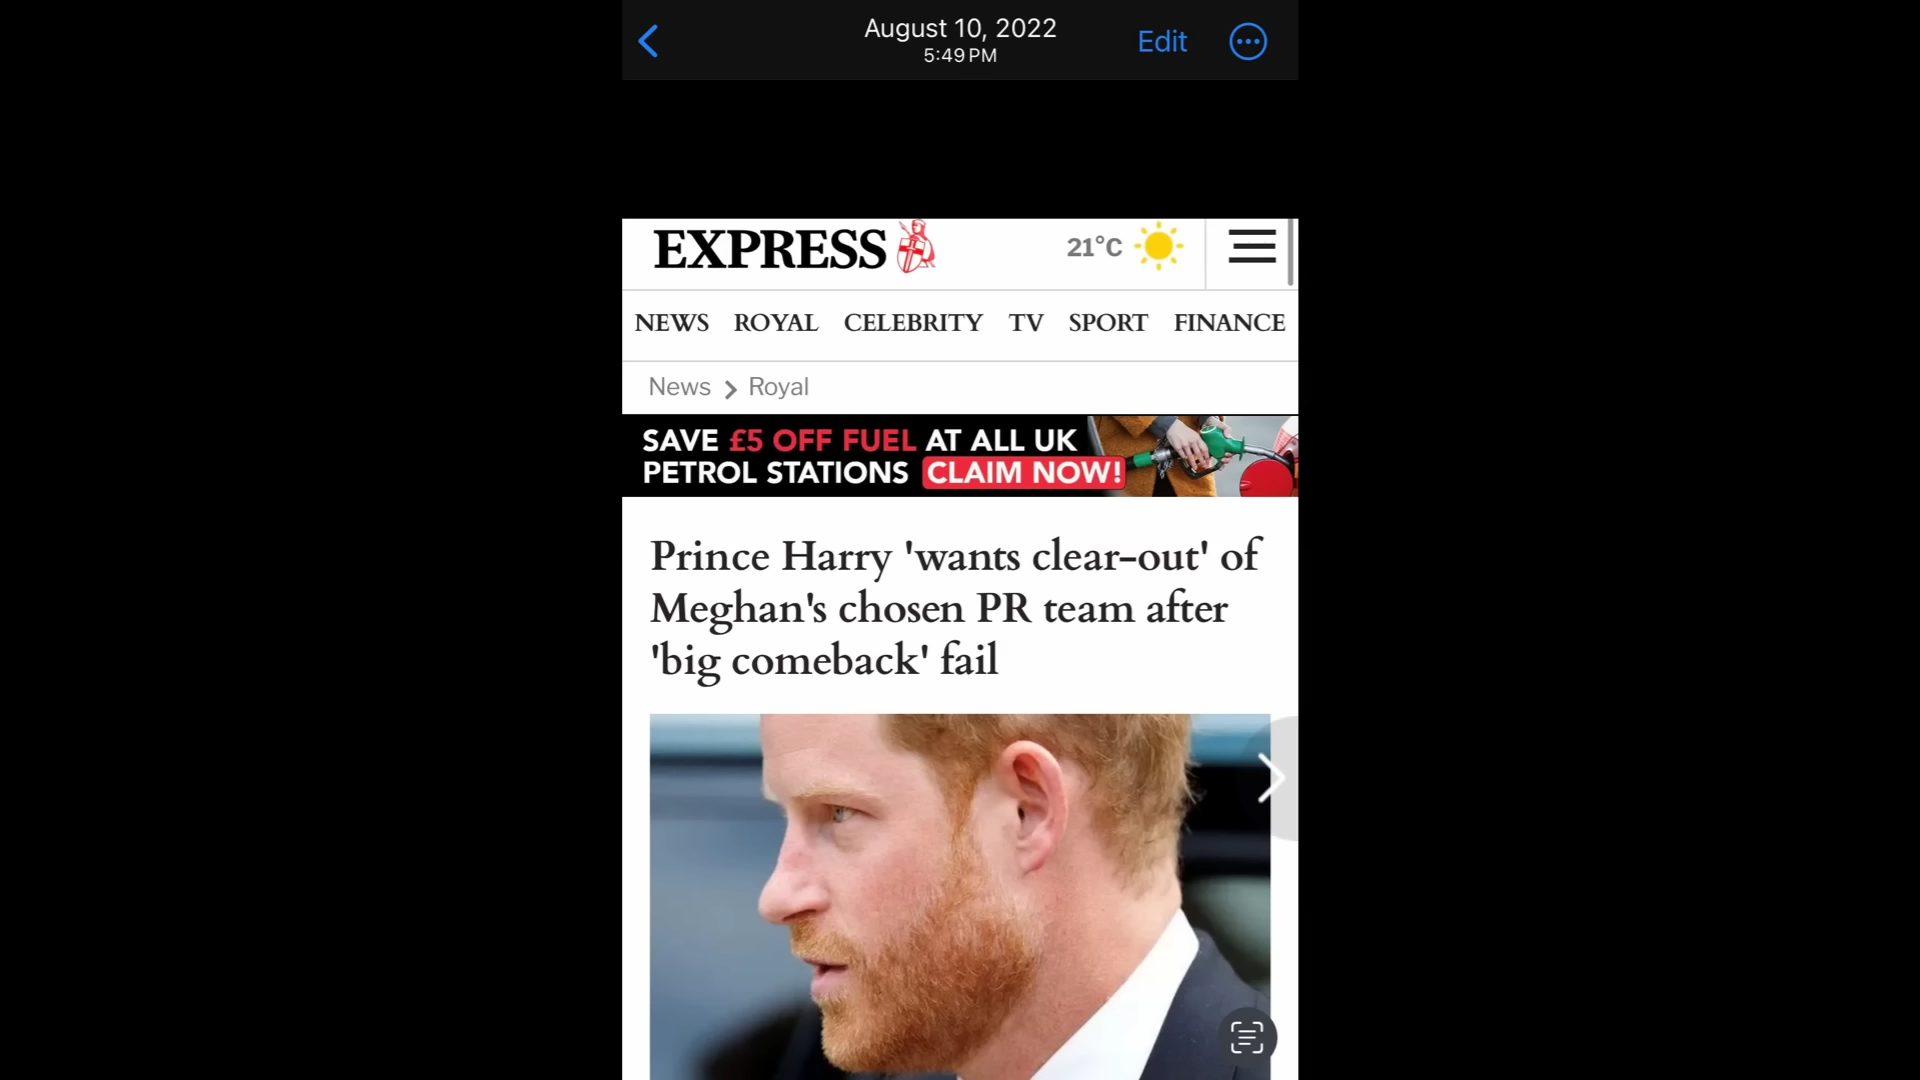 August 10, 2022
Edit
5:49 PM
EXPRESS
21°C
NEWS ROYAL CELEBRITY TV SPORT FINANCE
News > Royal
SAVE £5 OFF FUEL AT ALL UK
PETROL STATIONS CLAIM NOW!
Prince Harry 'wants clear-out' of
Meghan's chosen PR team after
'big comeback' fail